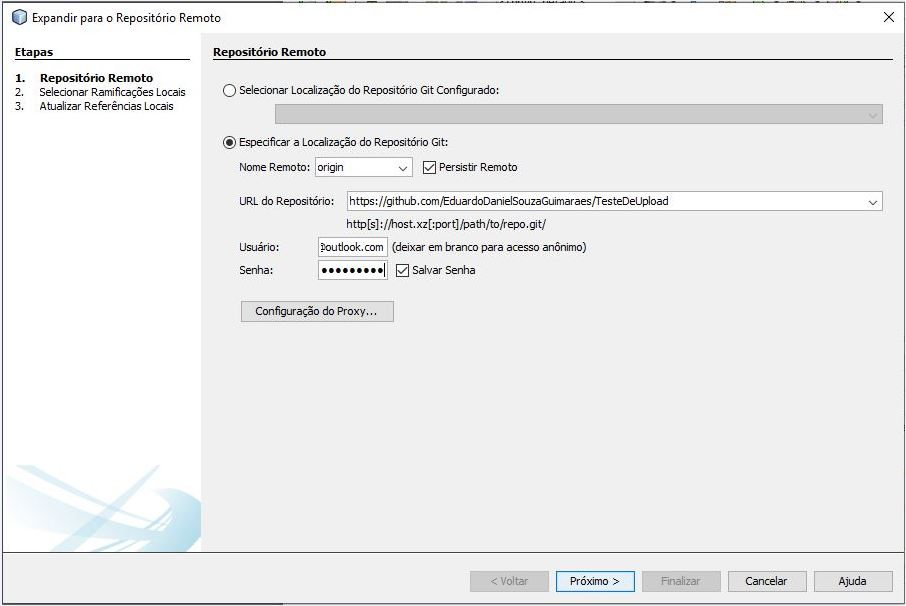 Expandir para o Repositório Remoto
Etapas
1. Repositório Remoto
2. Selecionar Ramificações Locais
3. Atualizar Referências Locais
Repositório Remoto
Selecionar Localização do Repositório Git Configurado:
Especificar a Localização do Repositório Git:
Nome Remoto: origin Persistir Remoto
URL do Repositório: https://github.com/EduardoDanielSouzaGuimaraes/TesteDeUpload
http[s]://host.xz[:port]/path/to/repo.git/
Usuário: @outlook.com (deixar em branco para acesso anônimo)
Senha: ●●●●●●●●● Salvar Senha
Configuração do Proxy...
< Voltar Próximo > Finalizar Cancelar Ajuda